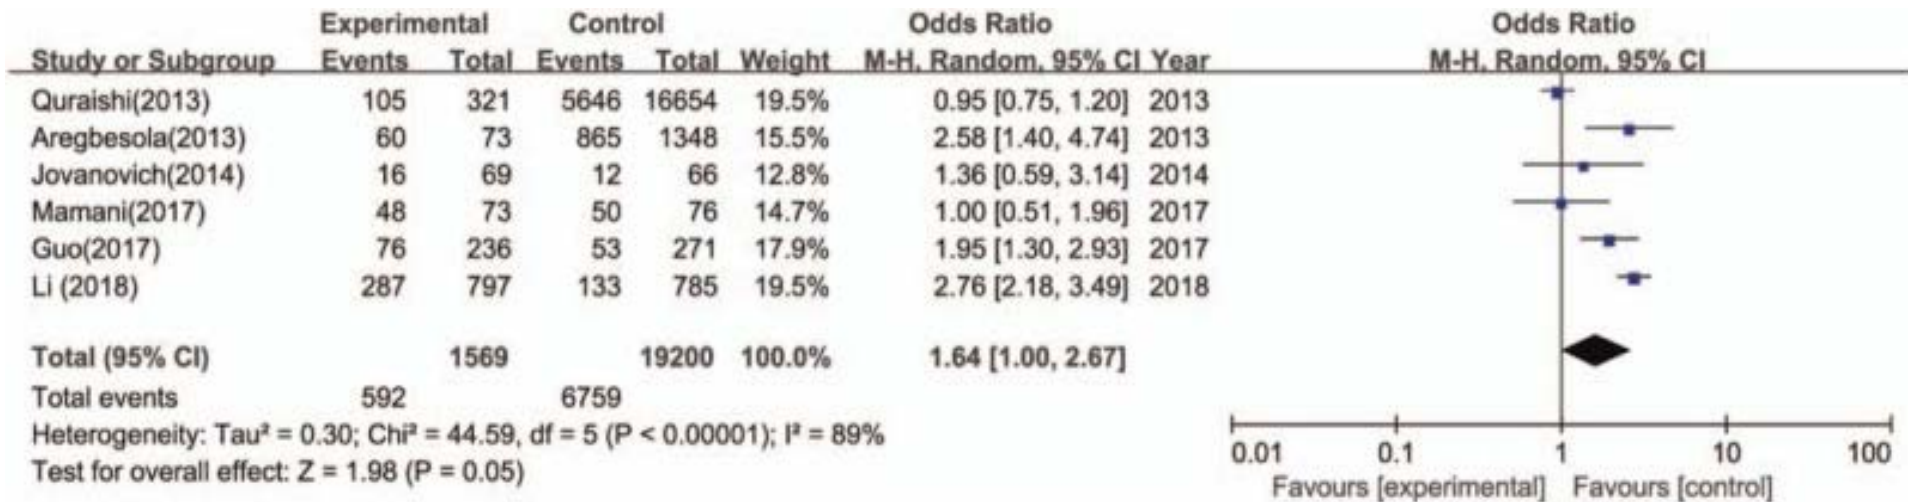 Experimental Control Odds Ratio Odds Ratio
Study or Subgroup Events Total Events Total Weight M-H, Random, 95% CI Year M-H, Random, 95% CI
Quraishi(2013) 105 321 5646 16654 19.5% 0.95 [0.75, 1.20] 2013
Aregbesola(2013) 60 73 865 1348 15.5% 2.58 [1.40, 4.74] 2013
Jovanovich(2014) 16 69 12 66 12.8% 1.36 [0.59, 3.14] 2014
Mamani(2017) 48 73 50 76 14.7% 1.00 [0.51, 1.96] 2017
Guo(2017) 76 236 53 271 17.9% 1.95 [1.30, 2.93] 2017
Li (2018) 287 797 133 785 19.5% 2.76 [2.18, 3.49] 2018
Total (95% CI) 1569 19200 100.0% 1.64 [1.00, 2.67]
Total events 592 6759
Heterogeneity: Tau² = 0.30; Chi² = 44.59, df = 5 (P < 0.00001); I² = 89%
Test for overall effect: Z = 1.98 (P = 0.05)
0.01 0.1 1 10 100
Favours [experimental] Favours [control]